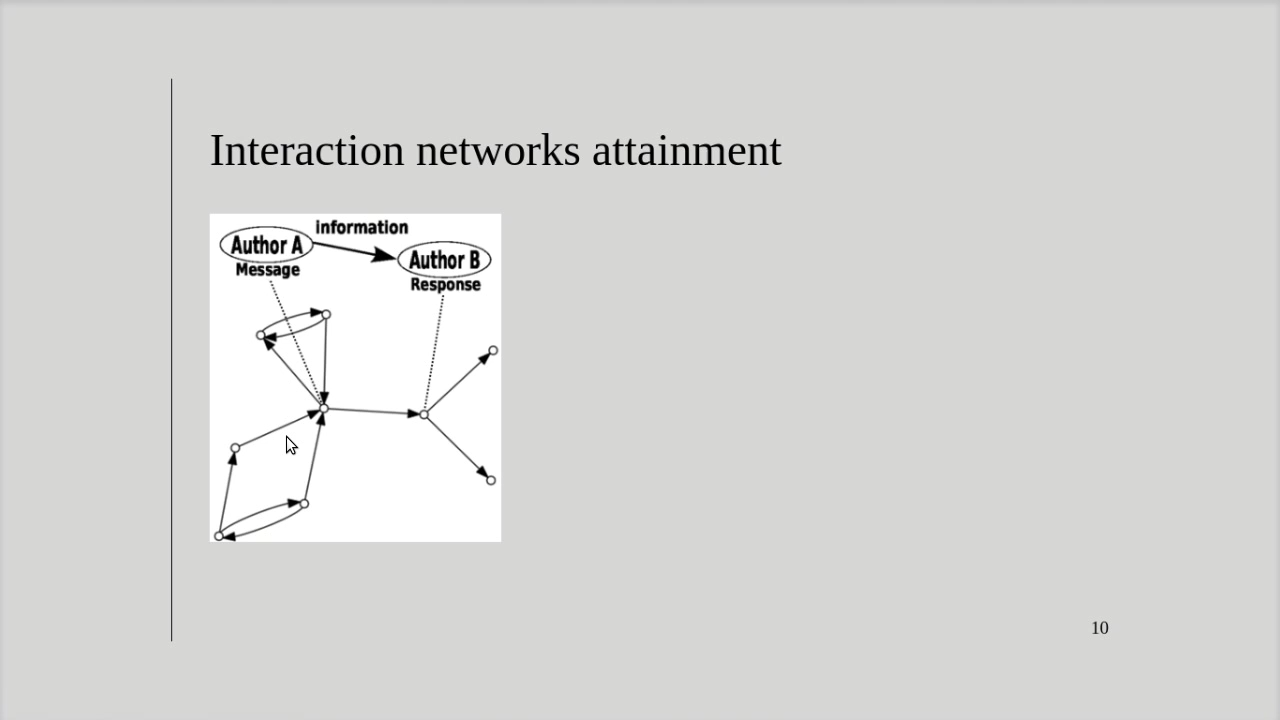 Interaction networks attainment
information
Author A
Author B
Message
Response
10